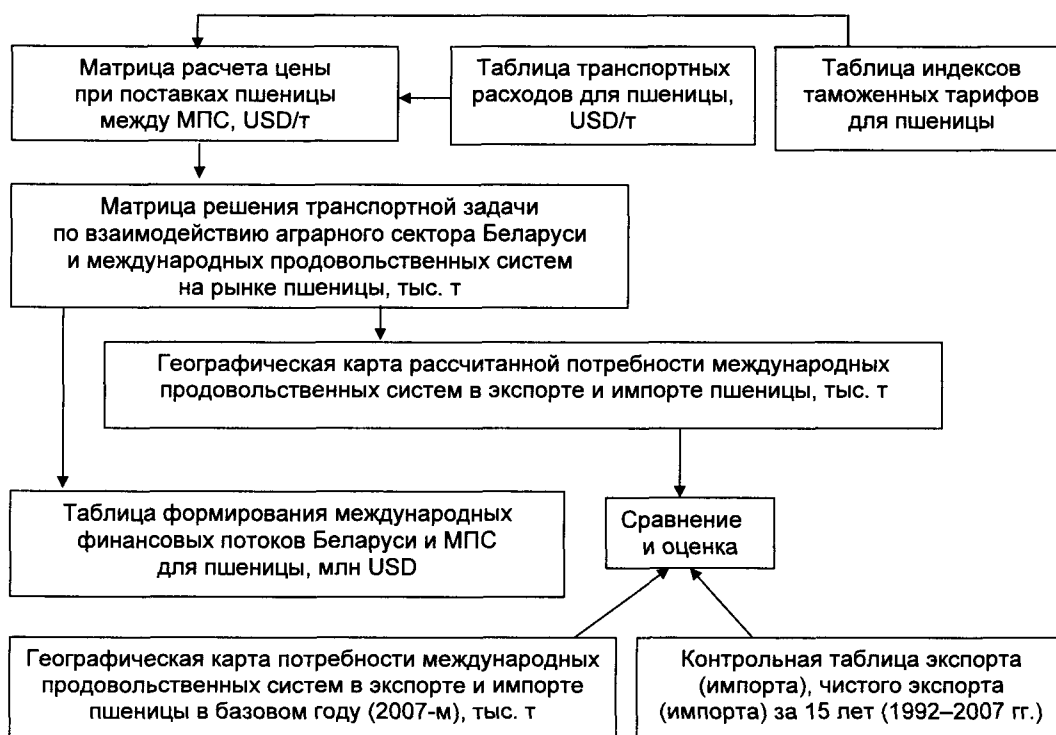 Матрица расчета цены
при поставках пшеницы
между МПС, USD/т
Таблица транспортных
расходов для пшеницы,
USD/т
Таблица индексов
таможенных тарифов
для пшеницы
Матрица решения транспортной задачи
по взаимодействию аграрного сектора Беларуси
и международных продовольственных систем
на рынке пшеницы, тыс. т
Географическая карта рассчитанной потребности международных
продовольственных систем в экспорте и импорте пшеницы, тыс. т
Таблица формирования международных
финансовых потоков Беларуси и МПС
для пшеницы, млн USD
Сравнение
и оценка
Географическая карта потребности международных
продовольственных систем в экспорте и импорте
пшеницы в базовом году (2007-м), тыс. т
Контрольная таблица экспорта
(импорта), чистого экспорта
(импорта) за 15 лет (1992–2007 гг.)